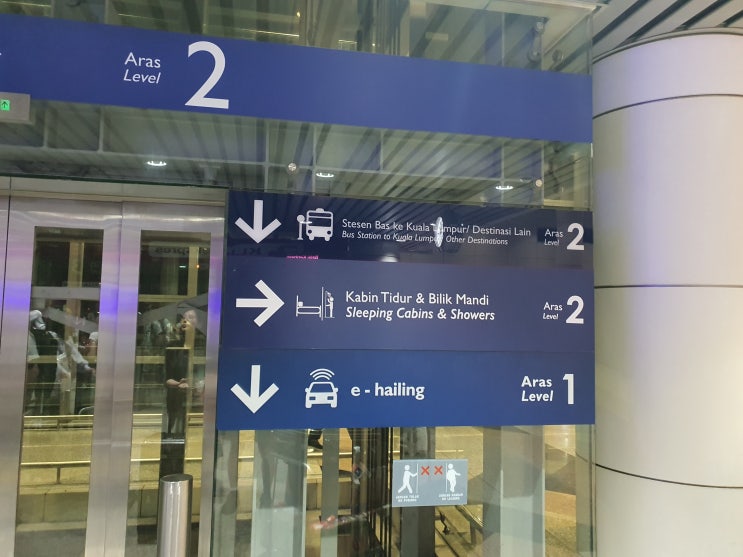 Aras
Level
2
Stesen Bas ke Kuala Lumpur/ Destinasi Lain
Bus Station to Kuala Lumpur Other Destinations
Aras
Level
2
Kabin Tidur & Bilik Mandi
Sleeping Cabins & Showers
Aras
Level
2
e - hailing
Aras
Level
1